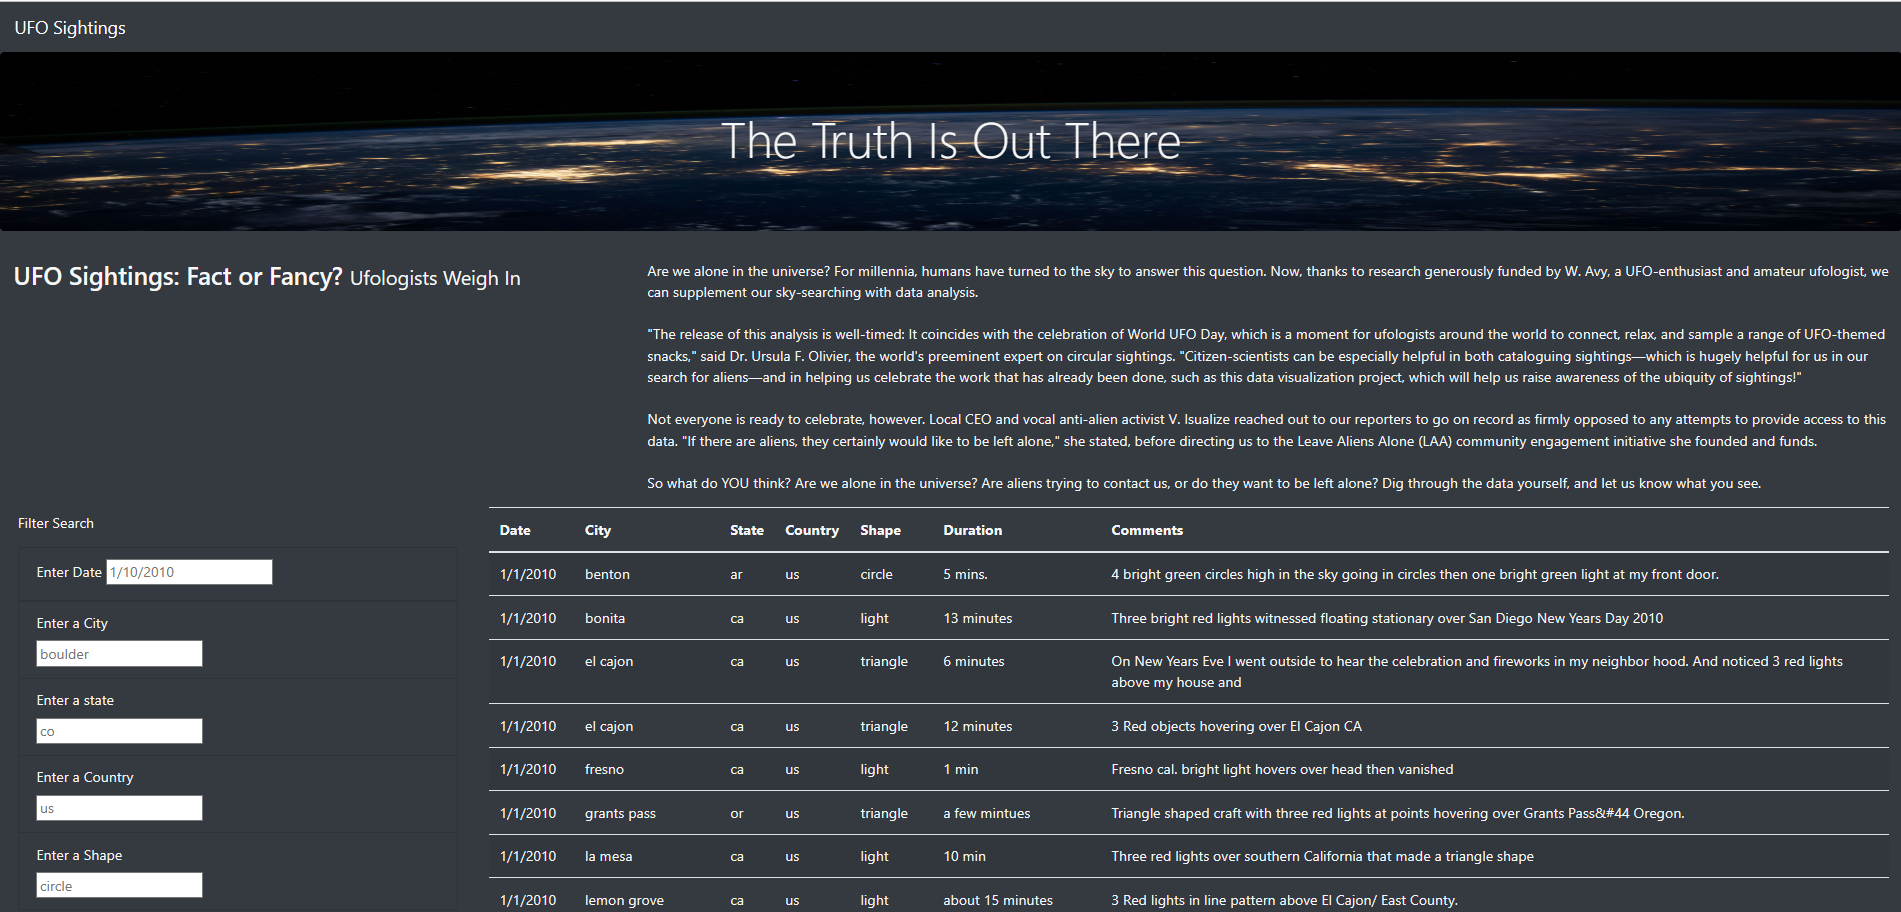 UFO Sightings
The Truth Is Out There
UFO Sightings: Fact or Fancy? Ufologists Weigh In
Are we alone in the universe? For millennia, humans have turned to the sky to answer this question. Now, thanks to research generously funded by W. Avy, a UFO-enthusiast and amateur ufologist, we
can supplement our sky-searching with data analysis.
"The release of this analysis is well-timed: It coincides with the celebration of World UFO Day, which is a moment for ufologists around the world to connect, relax, and sample a range of UFO-themed
snacks," said Dr. Ursula F. Olivier, the world's preeminent expert on circular sightings. "Citizen-scientists can be especially helpful in both cataloguing sightings—which is hugely helpful for us in our
search for aliens—and in helping us celebrate the work that has already been done, such as this data visualization project, which will help us raise awareness of the ubiquity of sightings!"
Not everyone is ready to celebrate, however. Local CEO and vocal anti-alien activist V. Isualize reached out to our reporters to go on record as firmly opposed to any attempts to provide access to this
data. "If there are aliens, they certainly would like to be left alone," she stated, before directing us to the Leave Aliens Alone (LAA) community engagement initiative she founded and funds.
So what do YOU think? Are we alone in the universe? Are aliens trying to contact us, or do they want to be left alone? Dig through the data yourself, and let us know what you see.
Filter Search
Enter Date 1/10/2010
Enter a City
boulder
Enter a state
co
Enter a Country
us
Enter a Shape
circle
Date City State Country Shape Duration Comments
1/1/2010 benton ar us circle 5 mins. 4 bright green circles high in the sky going in circles then one bright green light at my front door.
1/1/2010 bonita ca us light 13 minutes Three bright red lights witnessed floating stationary over San Diego New Years Day 2010
1/1/2010 el cajon ca us triangle 6 minutes On New Years Eve I went outside to hear the celebration and fireworks in my neighbor hood. And noticed 3 red lights
above my house and
1/1/2010 el cajon ca us triangle 12 minutes 3 Red objects hovering over El Cajon CA
1/1/2010 fresno ca us light 1 min Fresno cal. bright light hovers over head then vanished
1/1/2010 grants pass or us triangle a few mintues Triangle shaped craft with three red lights at points hovering over Grants Pass&#44 Oregon.
1/1/2010 la mesa ca us light 10 min Three red lights over southern California that made a triangle shape
1/1/2010 lemon grove ca us light about 15 minutes 3 Red lights in line pattern above El Cajon/ East County.